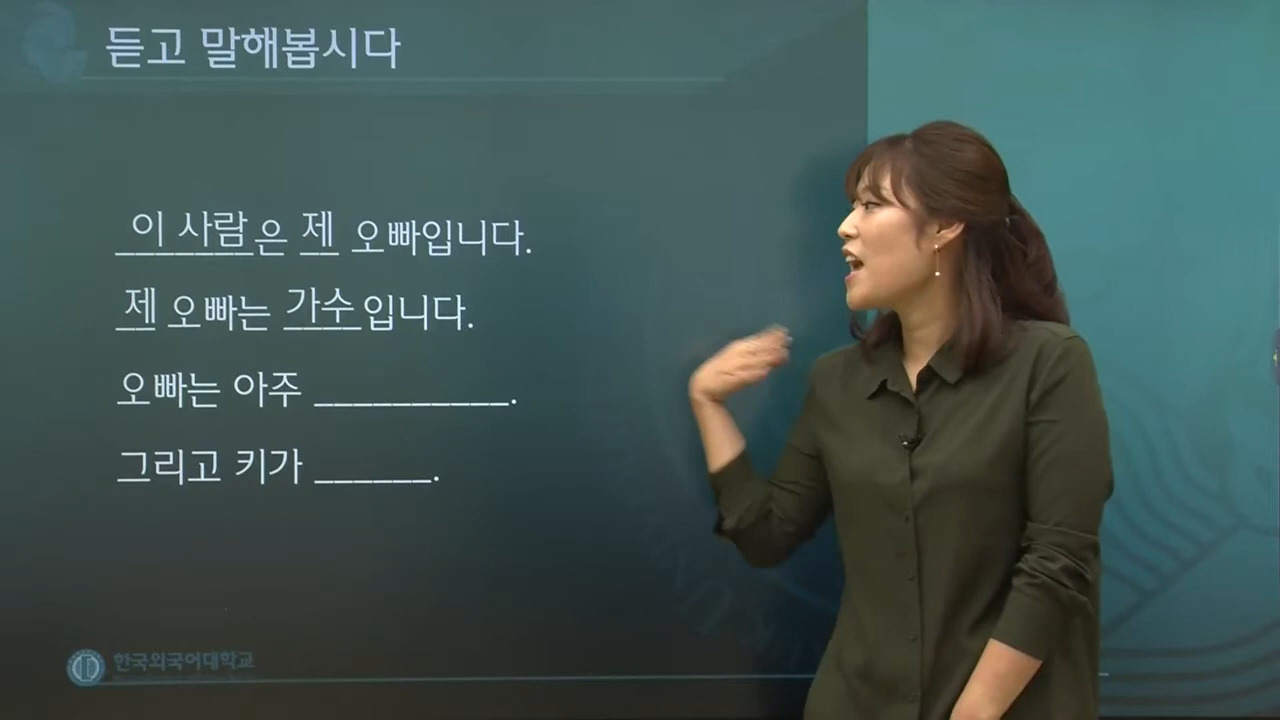 듣고 말해봅시다
이 사람은 제 오빠입니다.
제 오빠는 가수입니다.
오빠는 아주 __________.
그리고 키가 ______.
한국외국어대학교